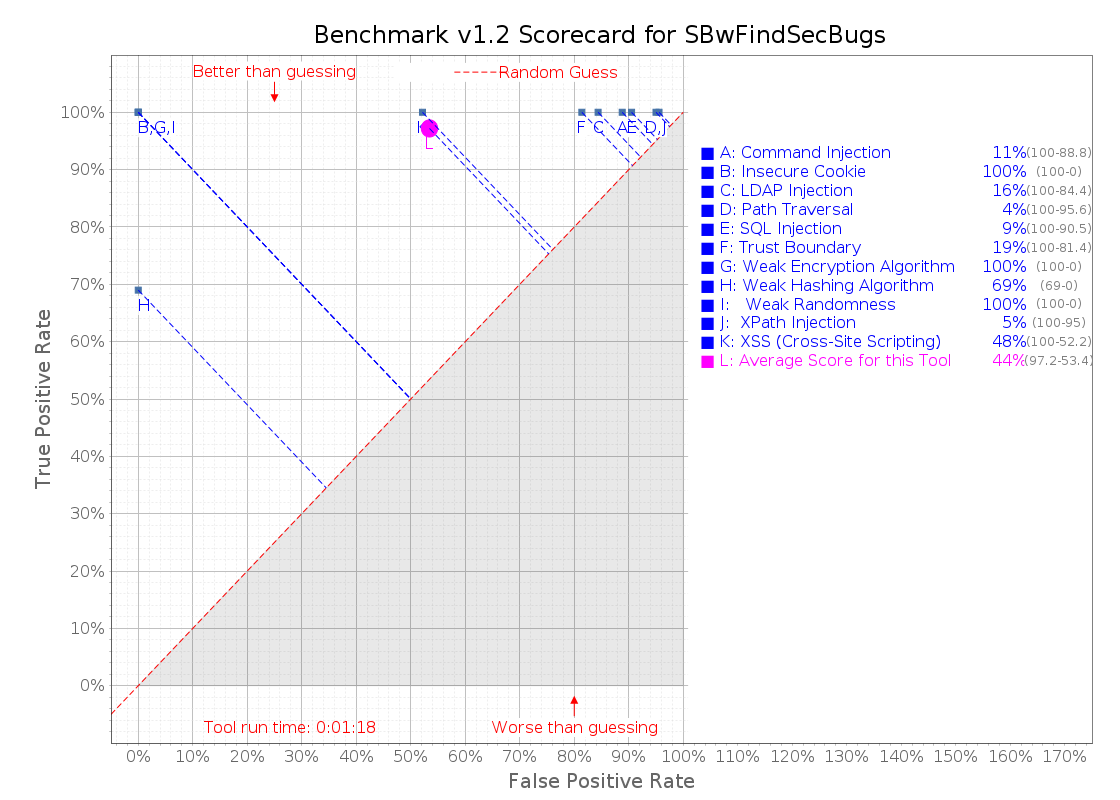 Benchmark v1.2 Scorecard for SBwFindSecBugs
Better than guessing
Random Guess
B,G,I
K
L
F
C
A
E
D,J
H
A: Command Injection 11% (100-88.8)
B: Insecure Cookie 100% (100-0)
C: LDAP Injection 16% (100-84.4)
D: Path Traversal 4% (100-95.6)
E: SQL Injection 9% (100-90.5)
F: Trust Boundary 19% (100-81.4)
G: Weak Encryption Algorithm 100% (100-0)
H: Weak Hashing Algorithm 69% (69-0)
I: Weak Randomness 100% (100-0)
J: XPath Injection 5% (100-95)
K: XSS (Cross-Site Scripting) 48% (100-52.2)
L: Average Score for this Tool 44% (97.2-53.4)
True Positive Rate
100%
90%
80%
70%
60%
50%
40%
30%
20%
10%
0%
Tool run time: 0:01:18
Worse than guessing
0% 10% 20% 30% 40% 50% 60% 70% 80% 90% 100% 110% 120% 130% 140% 150% 160% 170%
False Positive Rate